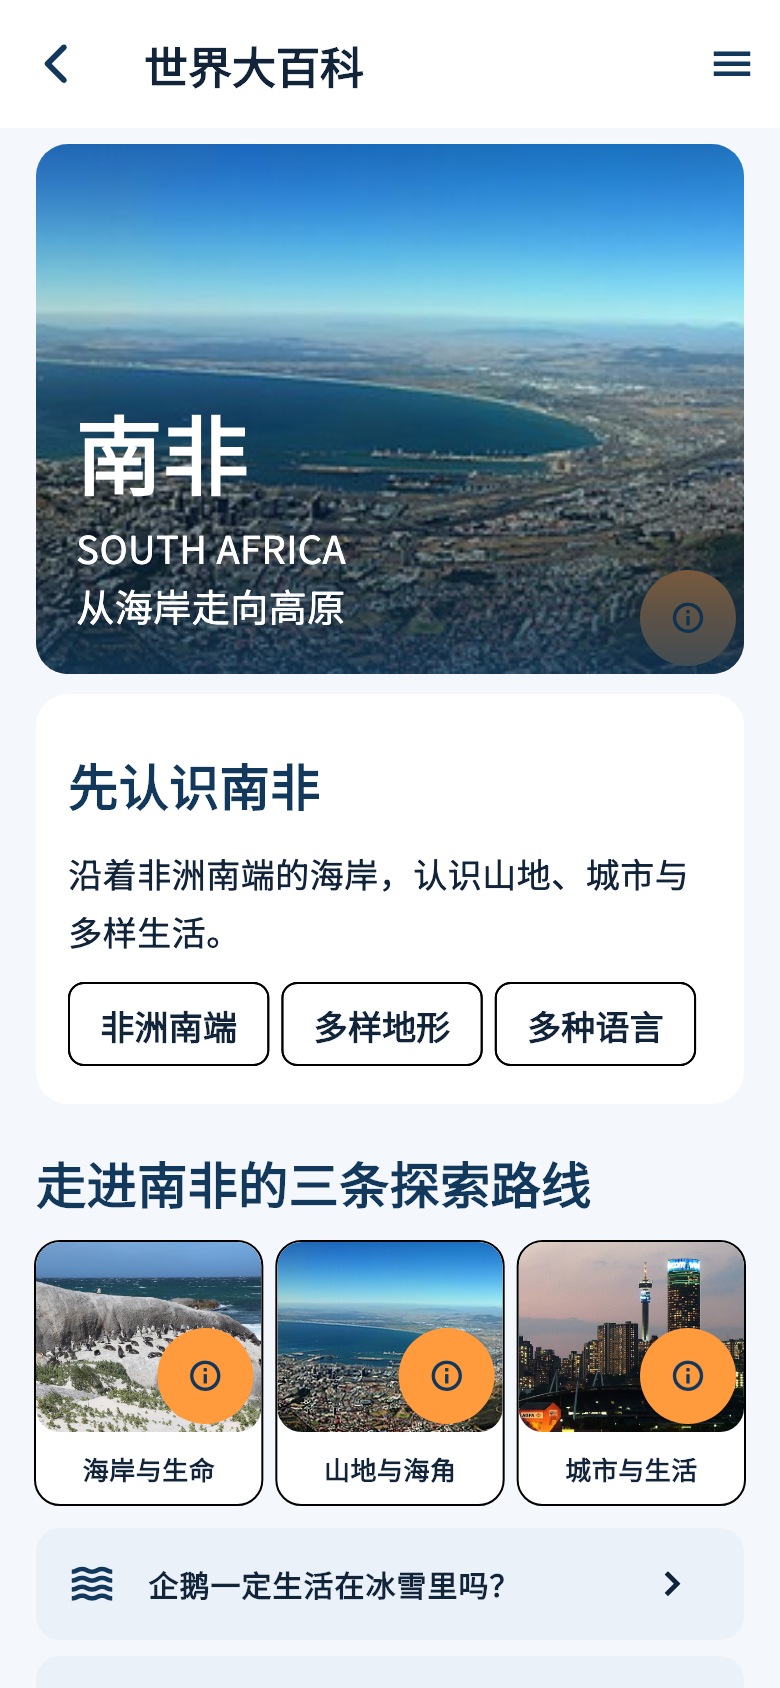 世界大百科
南非
SOUTH AFRICA
从海岸走向高原
先认识南非
沿着非洲南端的海岸，认识山地、城市与
多样生活。
非洲南端
多样地形
多种语言
走进南非的三条探索路线
海岸与生命
山地与海角
城市与生活
企鹅一定生活在冰雪里吗？